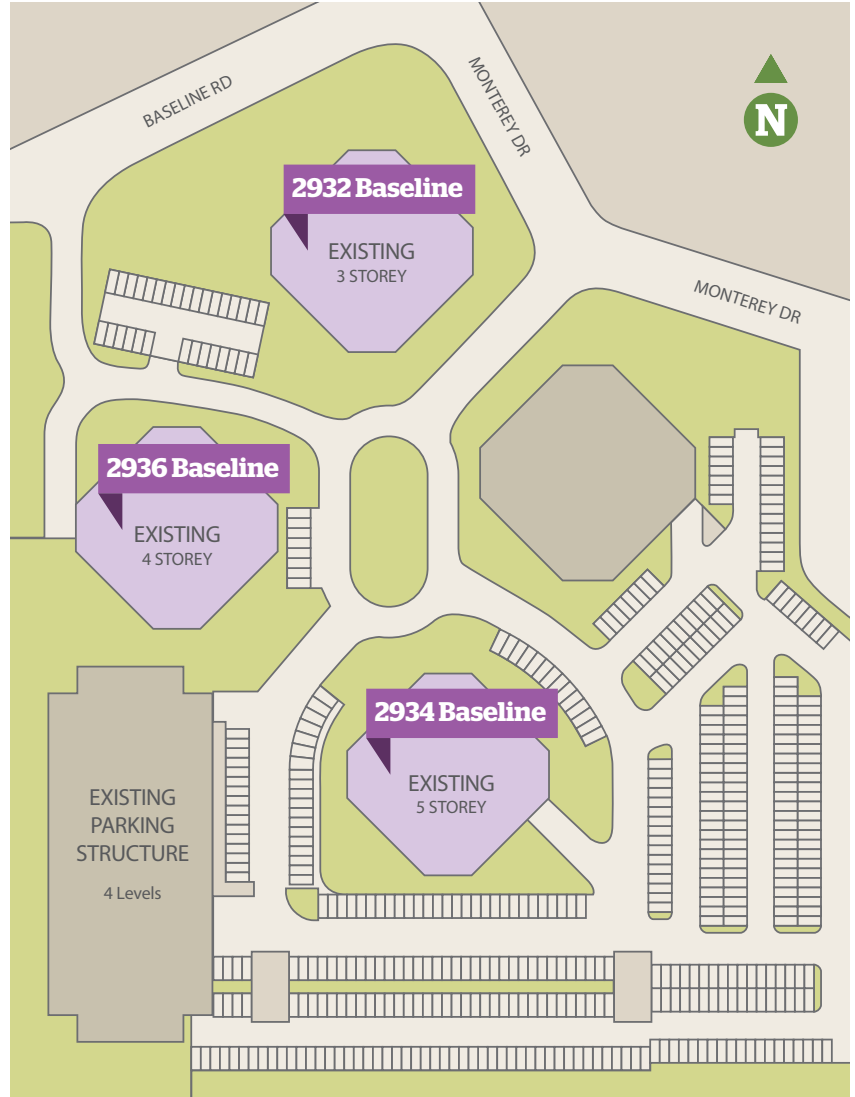 BASELINE RD
MONTEREY DR
N
2932 Baseline
EXISTING
3 STOREY
MONTEREY DR
2936 Baseline
EXISTING
4 STOREY
2934 Baseline
EXISTING
5 STOREY
EXISTING
PARKING
STRUCTURE
4 Levels